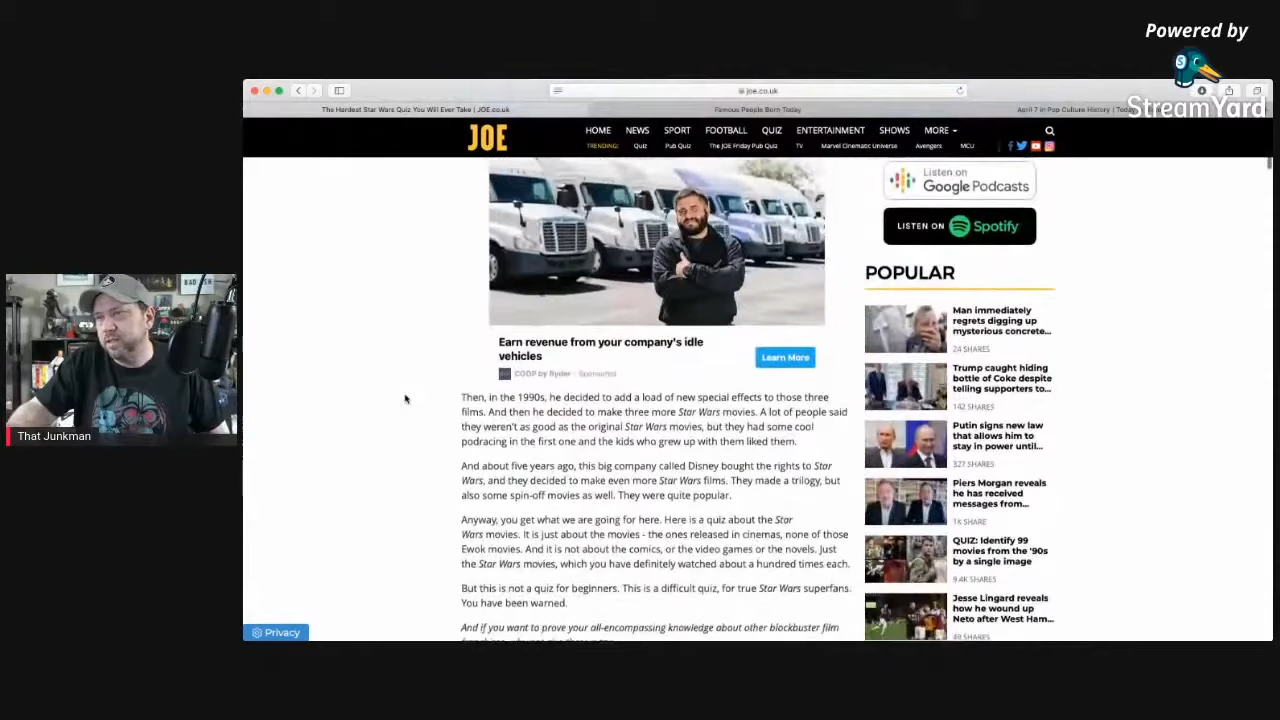 Powered by
StreamYard
joe.co.uk
The Hardest Star Wars Quiz You Will Ever Take | JOE.co.uk
Famous People Born Today
April 7 in Pop Culture History |
JOE
HOME NEWS SPORT FOOTBALL QUIZ ENTERTAINMENT SHOWS MORE
TRENDING: Quiz Pub Quiz The JOE Friday Pub Quiz TV Marvel Cinematic Universe Avengers MCU
Listen on
Google Podcasts
LISTEN ON Spotify
POPULAR
Man immediately
regrets digging up
mysterious concrete...
24 SHARES
Trump caught hiding
bottle of Coke despite
telling supporters to...
142 SHARES
Putin signs new law
that allows him to
stay in power until...
327 SHARES
Piers Morgan reveals
he has received
messages from...
1K SHARE
QUIZ: Identify 99
movies from the '90s
by a single image
9.4K SHARES
Jesse Lingard reveals
how he wound up
Neto after West Ham...
49 SHARES
Earn revenue from your company's idle
vehicles
Learn More
COOP by Ryder - Sponsored
Then, in the 1990s, he decided to add a load of new special effects to those three
films. And then he decided to make three more Star Wars movies. A lot of people said
they weren't as good as the original Star Wars movies, but they had some cool
podracing in the first one and the kids who grew up with them liked them.
And about five years ago, this big company called Disney bought the rights to Star
Wars, and they decided to make even more Star Wars films. They made a trilogy, but
also some spin-off movies as well. They were quite popular.
Anyway, you get what we are going for here. Here is a quiz about the Star
Wars movies. It is just about the movies - the ones released in cinemas, none of those
Ewok movies. And it is not about the comics, or the video games or the novels. Just
the Star Wars movies, which you have definitely watched about a hundred times each.
But this is not a quiz for beginners. This is a difficult quiz, for true Star Wars superfans.
You have been warned.
And if you want to prove your all-encompassing knowledge about other blockbuster film
Privacy
That Junkman